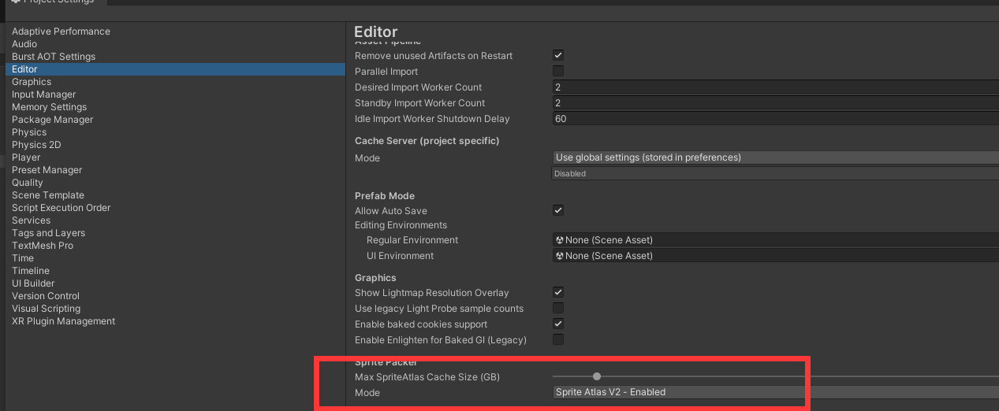 Project Settings
Adaptive Performance
Audio
Burst AOT Settings
Editor
Graphics
Input Manager
Memory Settings
Package Manager
Physics
Physics 2D
Player
Preset Manager
Quality
Scene Template
Script Execution Order
Services
Tags and Layers
TextMesh Pro
Time
Timeline
UI Builder
Version Control
Visual Scripting
XR Plugin Management
Editor
Asset Pipeline
Remove unused Artifacts on Restart
Parallel Import
Desired Import Worker Count 2
Standby Import Worker Count 2
Idle Import Worker Shutdown Delay 60
Cache Server (project specific)
Mode Use global settings (stored in preferences)
Disabled
Prefab Mode
Allow Auto Save
Editing Environments
Regular Environment None (Scene Asset)
UI Environment None (Scene Asset)
Graphics
Show Lightmap Resolution Overlay
Use legacy Light Probe sample counts
Enable baked cookies support
Enable Enlighten for Baked GI (Legacy)
Sprite Packer
Max SpriteAtlas Cache Size (GB)
Mode Sprite Atlas V2 - Enabled